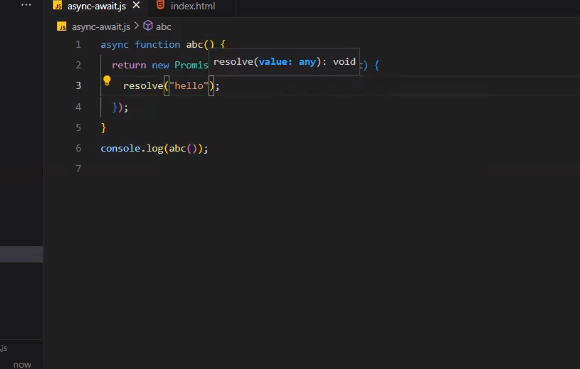 async-await.js
index.html
async-await.js > abc
1 async function abc() {
2 return new Promis
resolve(value: any): void
) {
3 resolve("hello");
4 });
5 }
6 console.log(abc());
7
.js
now